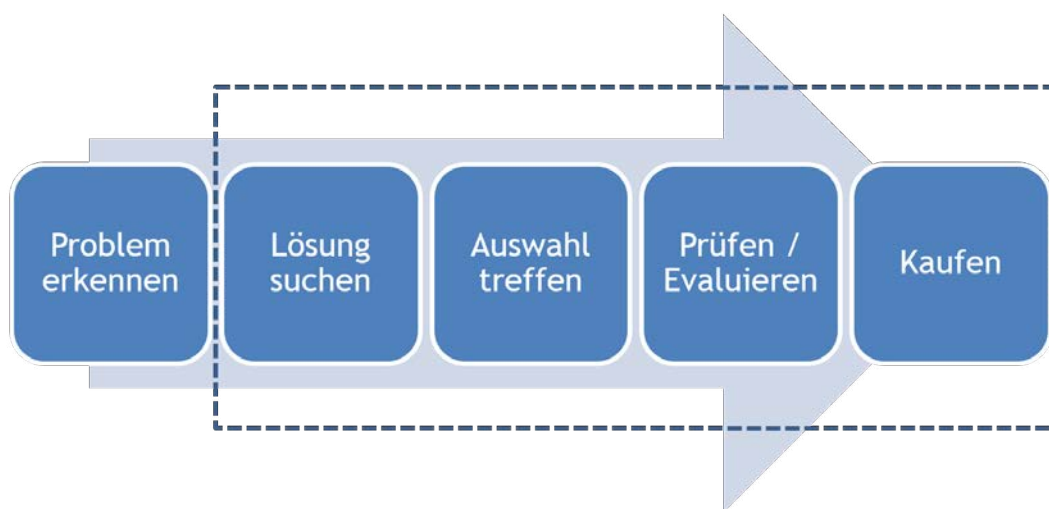 Problem
erkennen
Lösung
suchen
Auswahl
treffen
Prüfen /
Evaluieren
Kaufen